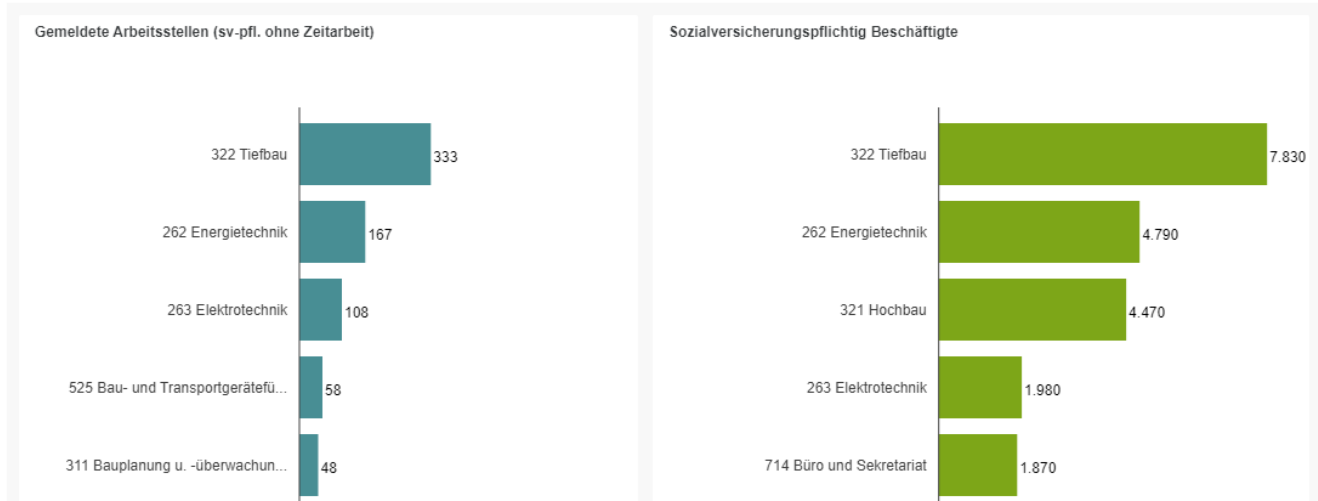 Gemeldete Arbeitsstellen (sv-pfl. ohne Zeitarbeit)
322 Tiefbau 333
262 Energietechnik 167
263 Elektrotechnik 108
525 Bau- und Transportgerätefü... 58
311 Bauplanung u. -überwachun... 48
Sozialversicherungspflichtig Beschäftigte
322 Tiefbau 7.830
262 Energietechnik 4.790
321 Hochbau 4.470
263 Elektrotechnik 1.980
714 Büro und Sekretariat 1.870